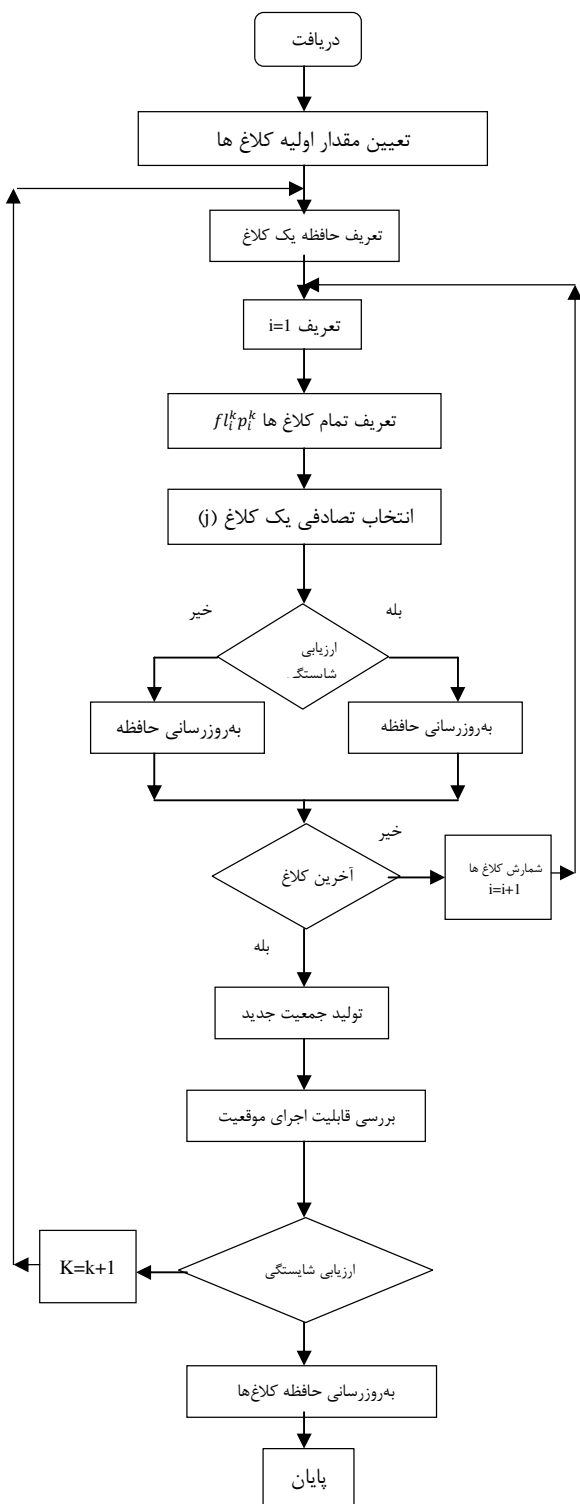 دریافت
تعیین مقدار اولیه کلاغ ها
تعریف حافظه یک کلاغ
تعریف i=1
تعریف تمام کلاغ ها $fl_i^k p_i^k$
انتخاب تصادفی یک کلاغ (j)
بله
خیر
ارزیابی
به‌روزرسانی حافظه
به‌روزرسانی حافظه
خیر
آخرین کلاغ
شمارش کلاغ ها
i=i+1
بله
تولید جمعیت جدید
بررسی قابلیت اجرای موقعیت
ارزیابی شایستگی
K=k+1
به‌روزرسانی حافظه کلاغ‌ها
پایان